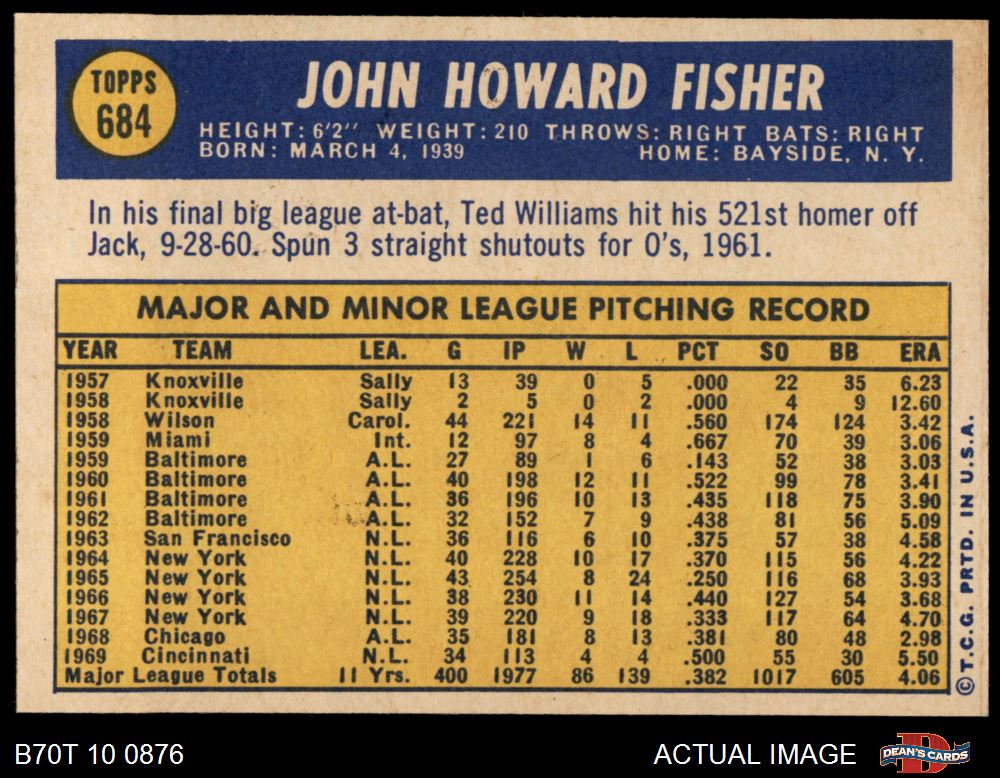 TOPPS
684
JOHN HOWARD FISHER
HEIGHT: 6'2" WEIGHT: 210 THROWS: RIGHT BATS: RIGHT
BORN: MARCH 4, 1939 HOME: BAYSIDE, N. Y.
In his final big league at-bat, Ted Williams hit his 521st homer off
Jack, 9-28-60. Spun 3 straight shutouts for O's, 1961.
MAJOR AND MINOR LEAGUE PITCHING RECORD
YEAR TEAM LEA. G IP W L PCT SO BB ERA
1957 Knoxville Sally 13 39 0 5 .000 22 35 6.23
1958 Knoxville Sally 2 5 0 2 .000 4 9 12.60
1958 Wilson Carol. 44 221 14 11 .560 174 124 3.42
1959 Miami Int. 12 97 8 4 .667 70 39 3.06
1959 Baltimore A.L. 27 89 1 6 .143 52 38 3.03
1960 Baltimore A.L. 40 198 12 11 .522 99 78 3.41
1961 Baltimore A.L. 36 196 10 13 .435 118 75 3.90
1962 Baltimore A.L. 32 152 7 9 .438 81 56 5.09
1963 San Francisco N.L. 36 116 6 10 .375 57 38 4.58
1964 New York N.L. 40 228 10 17 .370 115 56 4.22
1965 New York N.L. 43 254 8 24 .250 116 68 3.93
1966 New York N.L. 38 230 11 14 .440 127 54 3.68
1967 New York N.L. 39 220 9 18 .333 117 64 4.70
1968 Chicago A.L. 35 181 8 13 .381 80 48 2.98
1969 Cincinnati N.L. 34 113 4 4 .500 55 30 5.50
Major League Totals 11 Yrs. 400 1977 86 139 .382 1017 605 4.06
© T.C.G. PRTD. IN U.S.A.
B70T 10 0876 ACTUAL IMAGE
D
DEAN'S CARDS